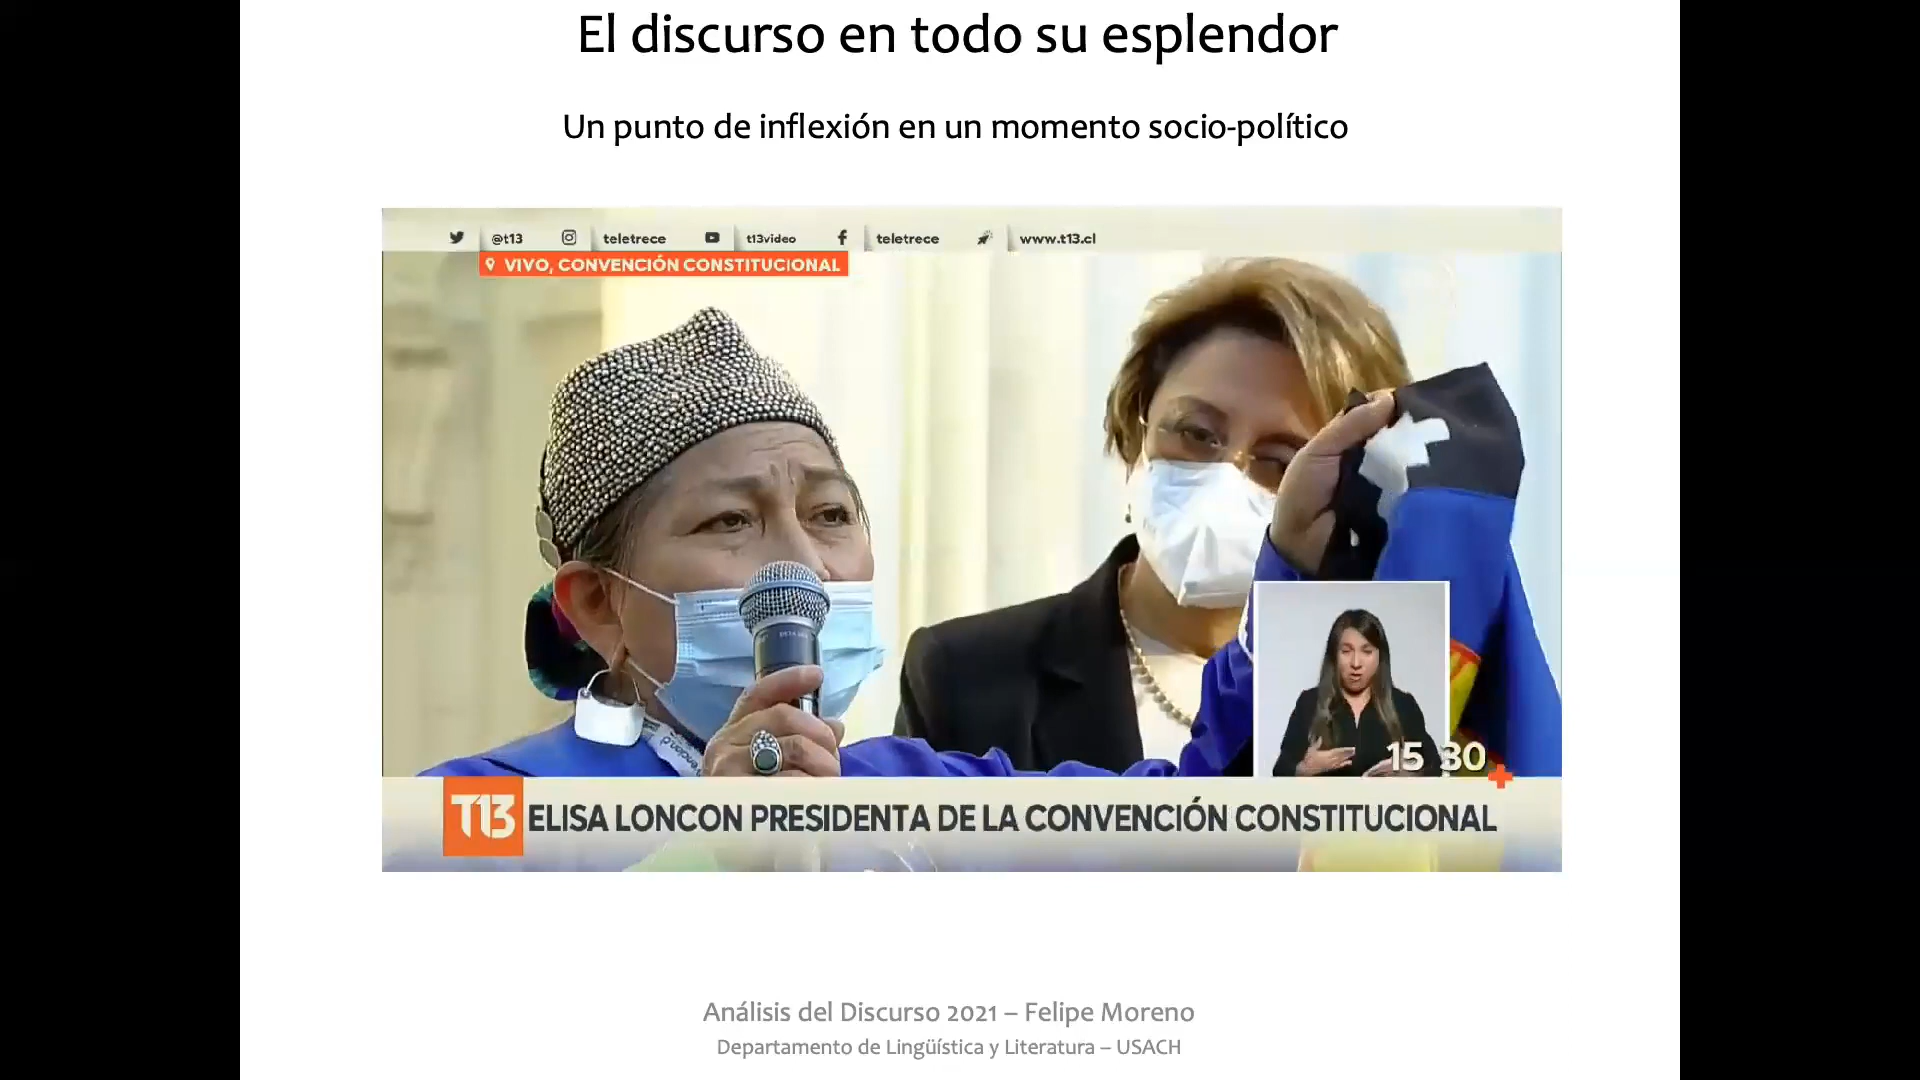 El discurso en todo su esplendor
Un punto de inflexión en un momento socio-político
@t13 teletrece t13video teletrece www.t13.cl
VIVO, CONVENCIÓN CONSTITUCIONAL
15 30
T13 ELISA LONCON PRESIDENTA DE LA CONVENCIÓN CONSTITUCIONAL
Análisis del Discurso 2021 – Felipe Moreno
Departamento de Lingüística y Literatura – USACH